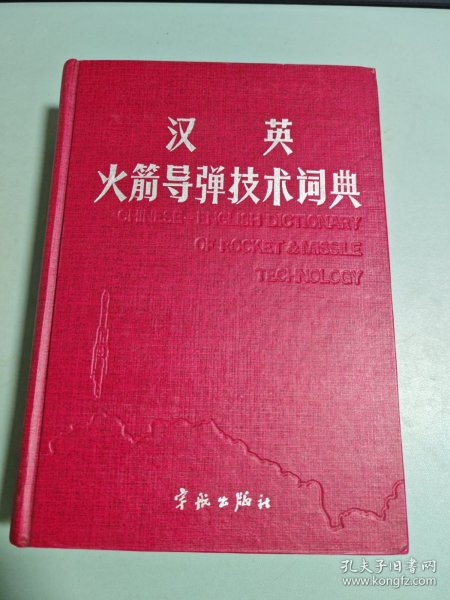 汉 英
火箭导弹技术词典
CHINESE-ENGLISH DICTIONARY
OF ROCKET & MISSILE
TECHNOLOGY
宇航出版社
孔夫子旧书网
www.kongfz.com